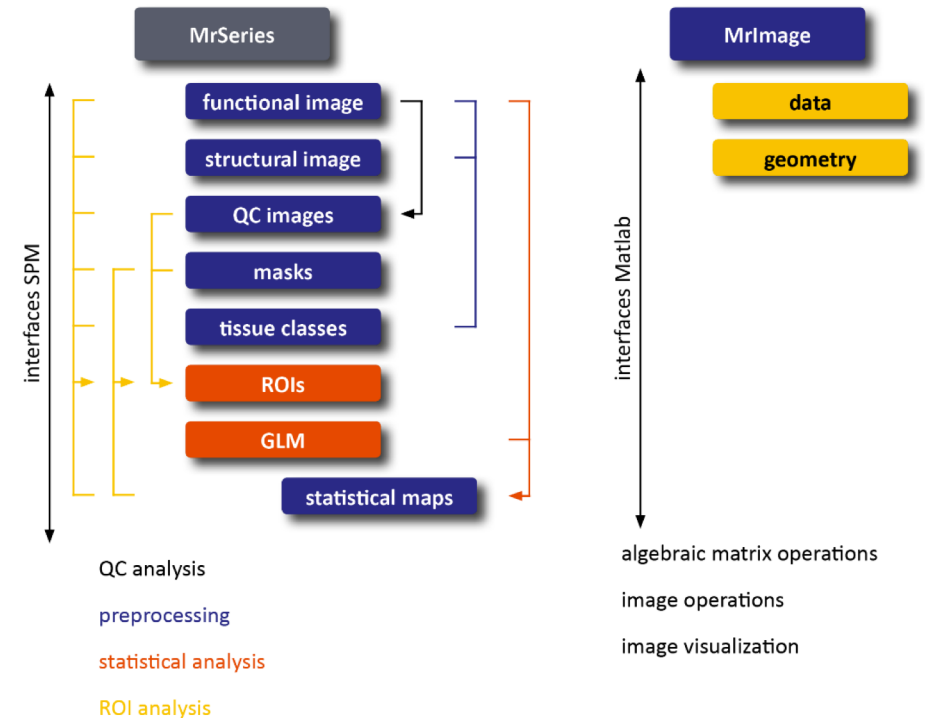 MrSeries
functional image
structural image
QC images
masks
tissue classes
ROIs
GLM
statistical maps
interfaces SPM
QC analysis
preprocessing
statistical analysis
ROI analysis
MrImage
data
geometry
interfaces Matlab
algebraic matrix operations
image operations
image visualization